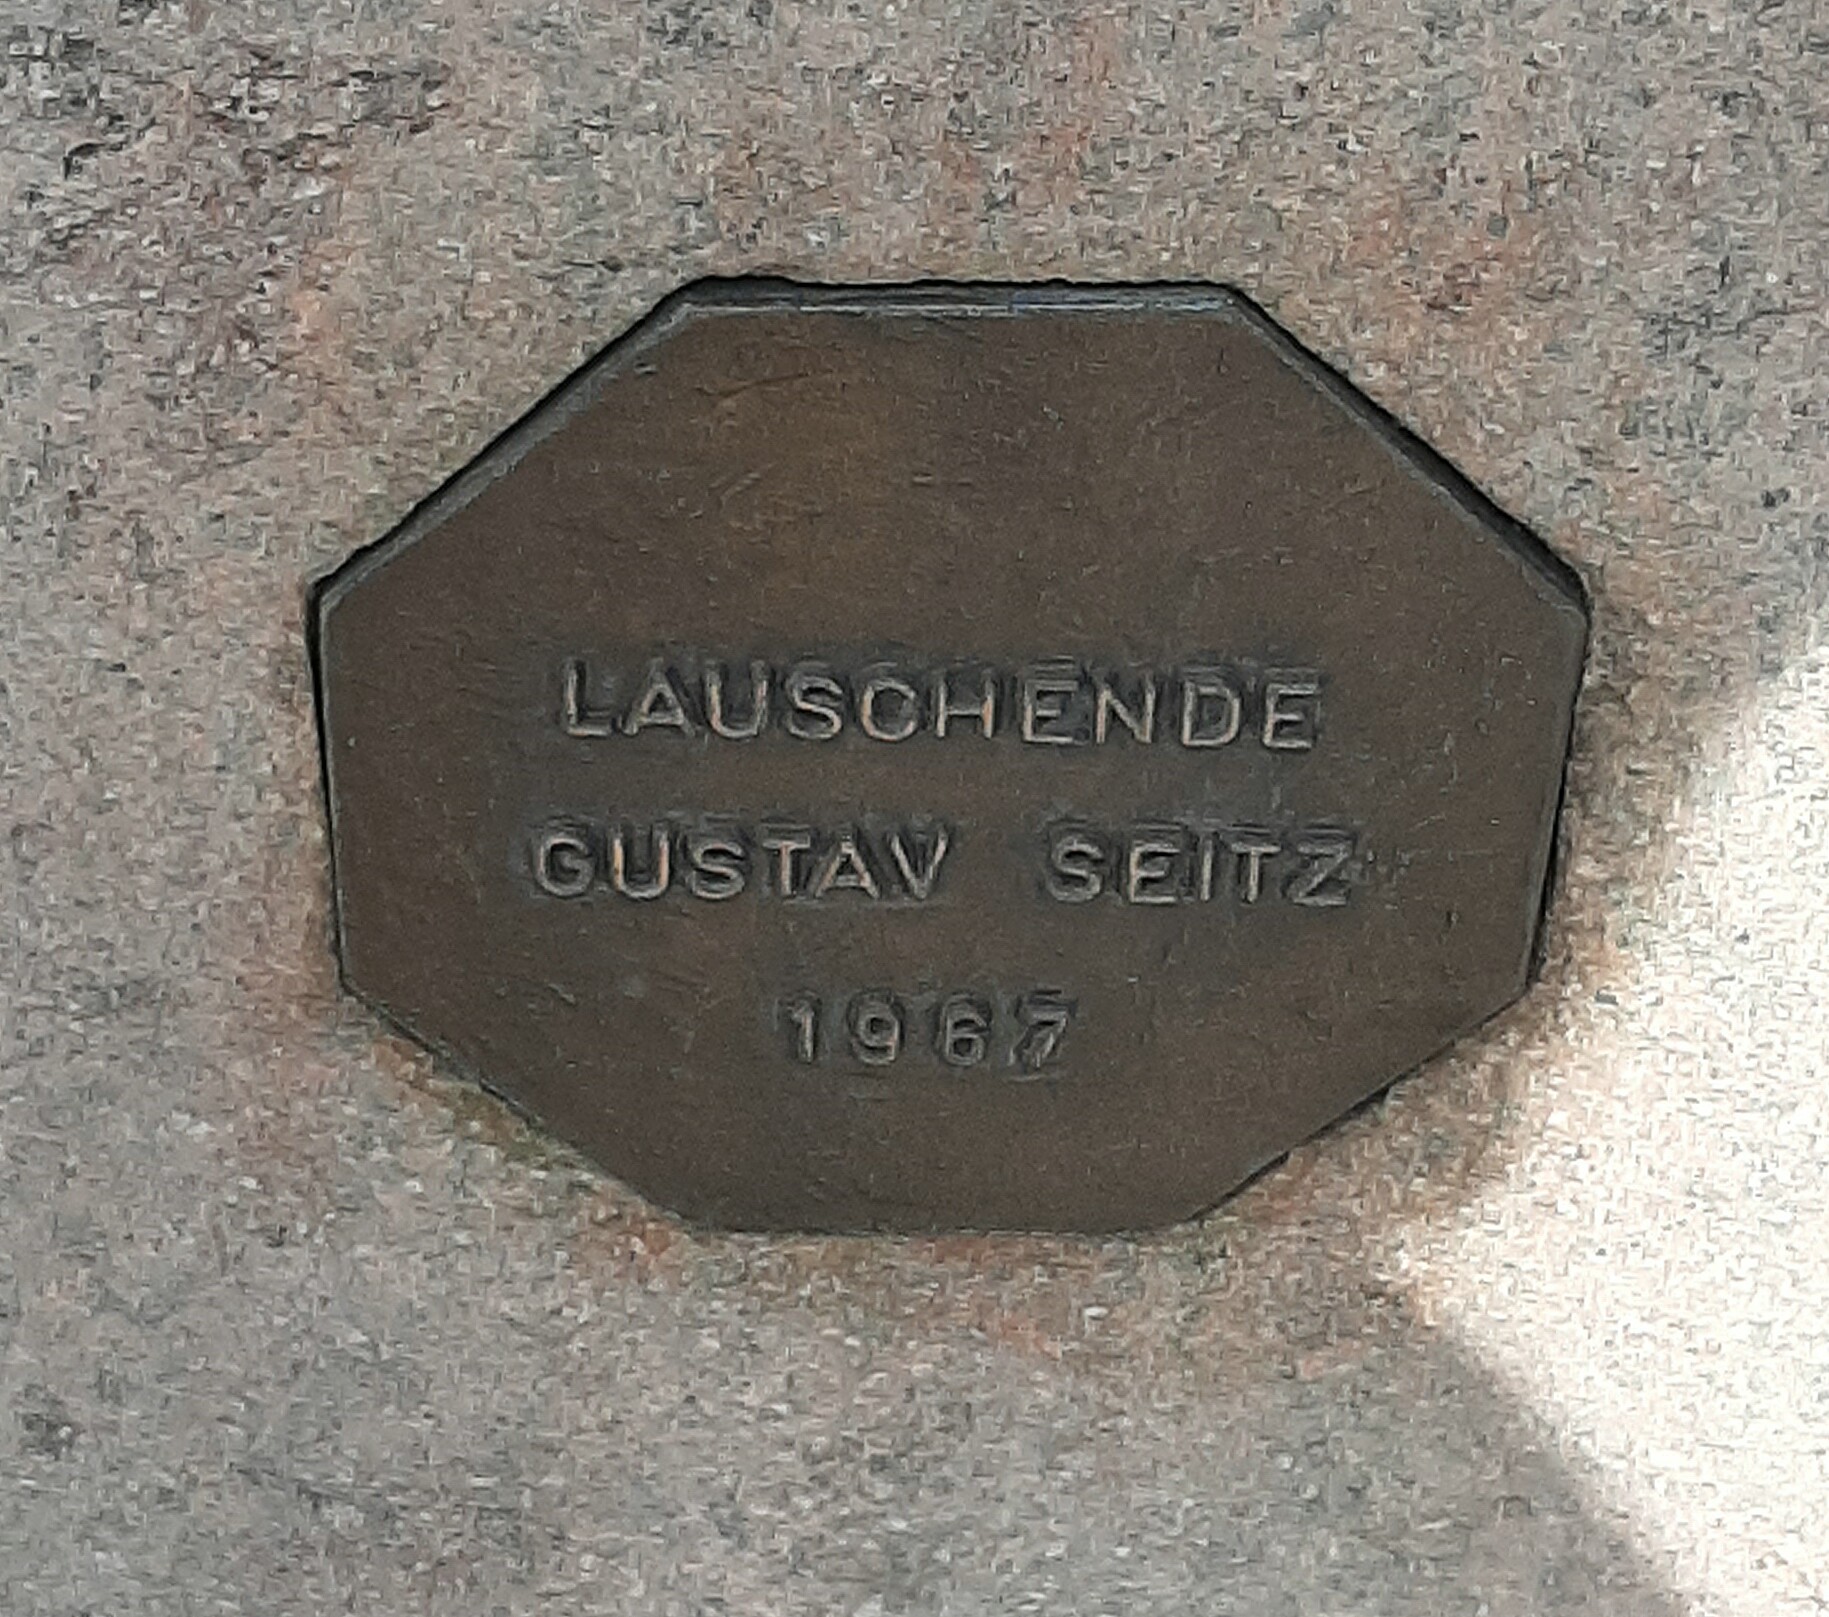 LAUSCHENDE
GUSTAV SEITZ
1967